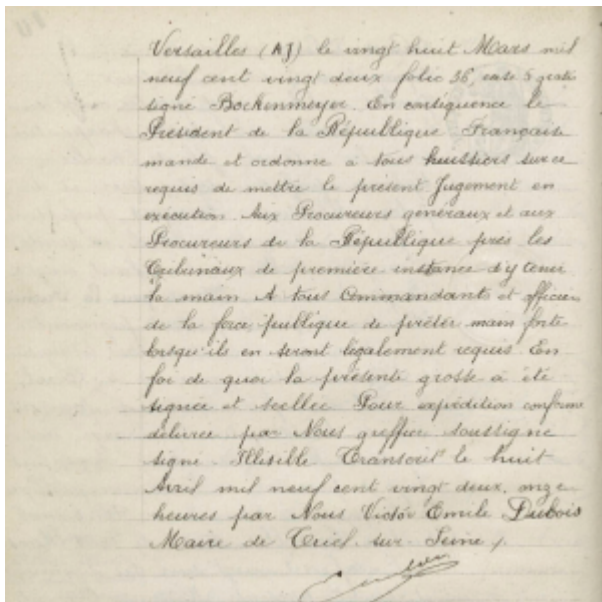 Versailles (AJ) le vingt huit Mars mil
neuf cent vingt deux folio 36, case 5 gratis
signé Bockenmeyer. En conséquence le
Président de la République Française
mande et ordonne à tous huissiers sur ce
requis de mettre le présent Jugement en
exécution Aux Procureurs généraux et aux
Procureurs de la République près les
Tribunaux de première instance d'y tenir
la main A tous Commandants et officiers
de la force publique de prêter main forte
lorsqu'ils en seront légalement requis. En
foi de quoi la présente grosse a été
signée et scellée Pour expédition conforme
délivrée par Nous greffier soussigné
signé Illisible Transcrit le huit
Avril mil neuf cent vingt deux, onze
heures par Nous Victor Emile Dubois
Maire de Triel-sur-Seine /.